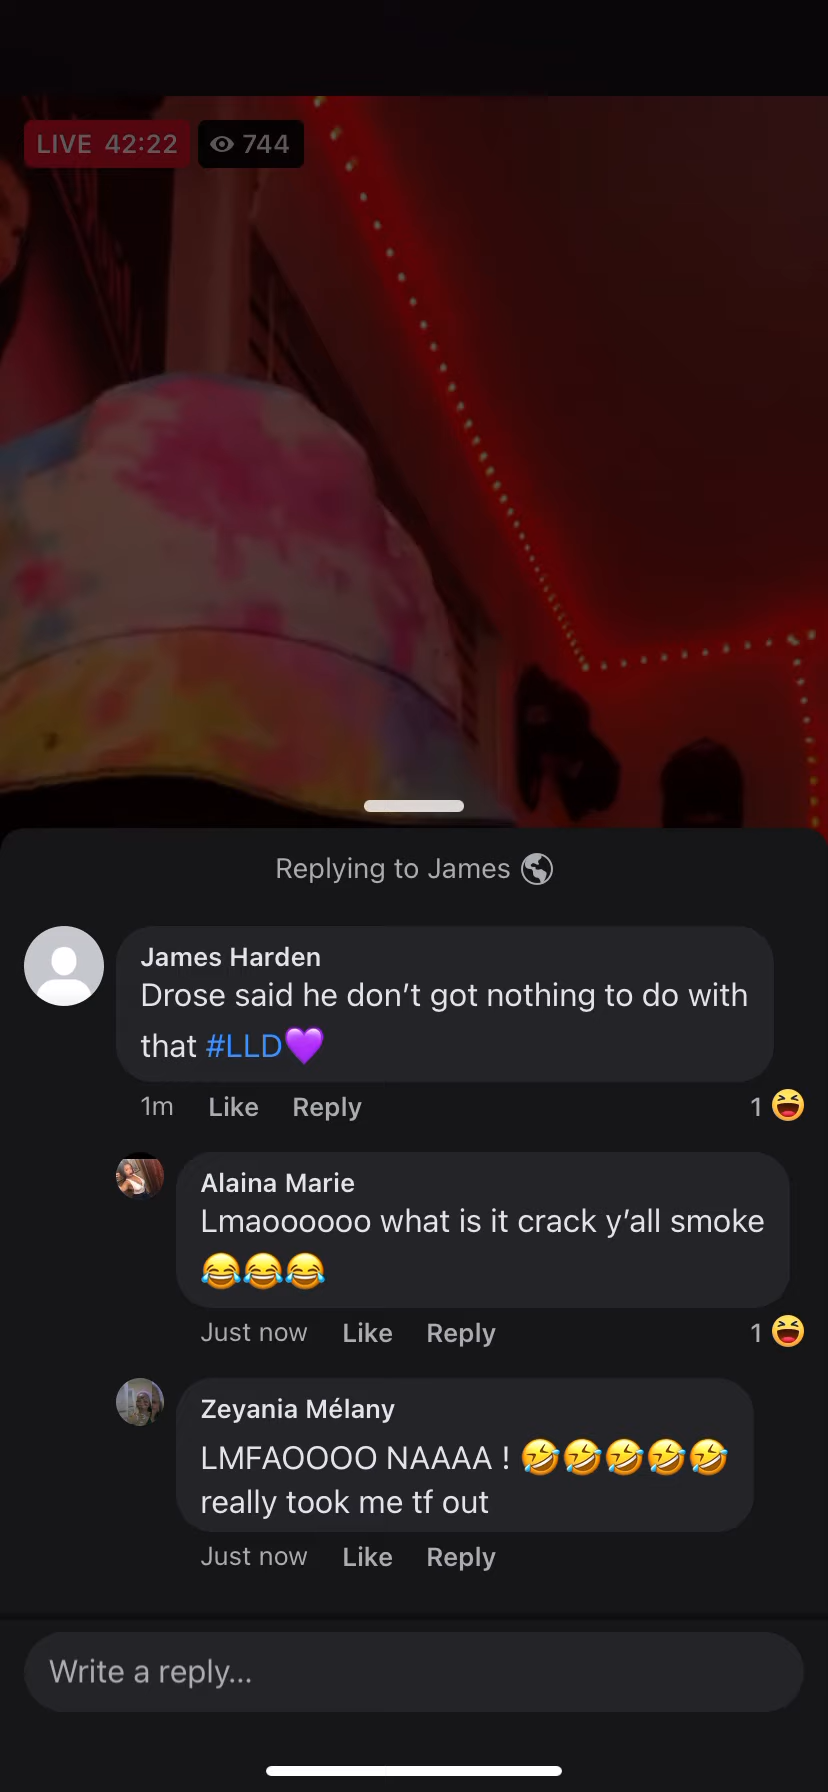 LIVE 42:22 744
Replying to James
James Harden
Drose said he don’t got nothing to do with
that #LLD💜
1m Like Reply 1 😆
Alaina Marie
Lmaoooooo what is it crack y’all smoke
😂😂😂
Just now Like Reply 1 😆
Zeyania Mélany
LMFAOOOO NAAAA ! 🤣🤣🤣🤣🤣
really took me tf out
Just now Like Reply
Write a reply...